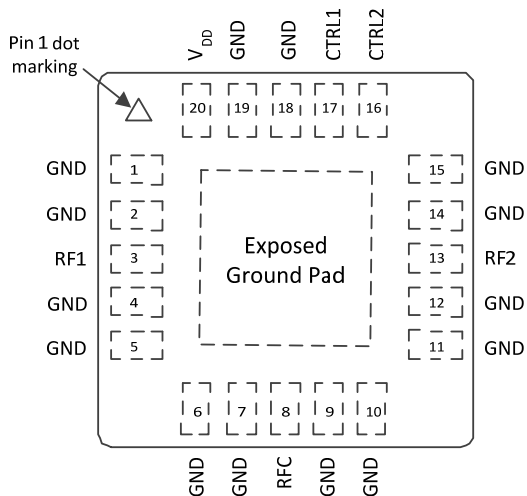 Pin 1 dot
marking
VDD
GND
GND
CTRL1
CTRL2
20
19
18
17
16
GND
1
15
GND
GND
2
14
GND
RF1
3
13
RF2
GND
4
12
GND
GND
5
11
GND
Exposed
Ground Pad
6
7
8
9
10
GND
GND
RFC
GND
GND